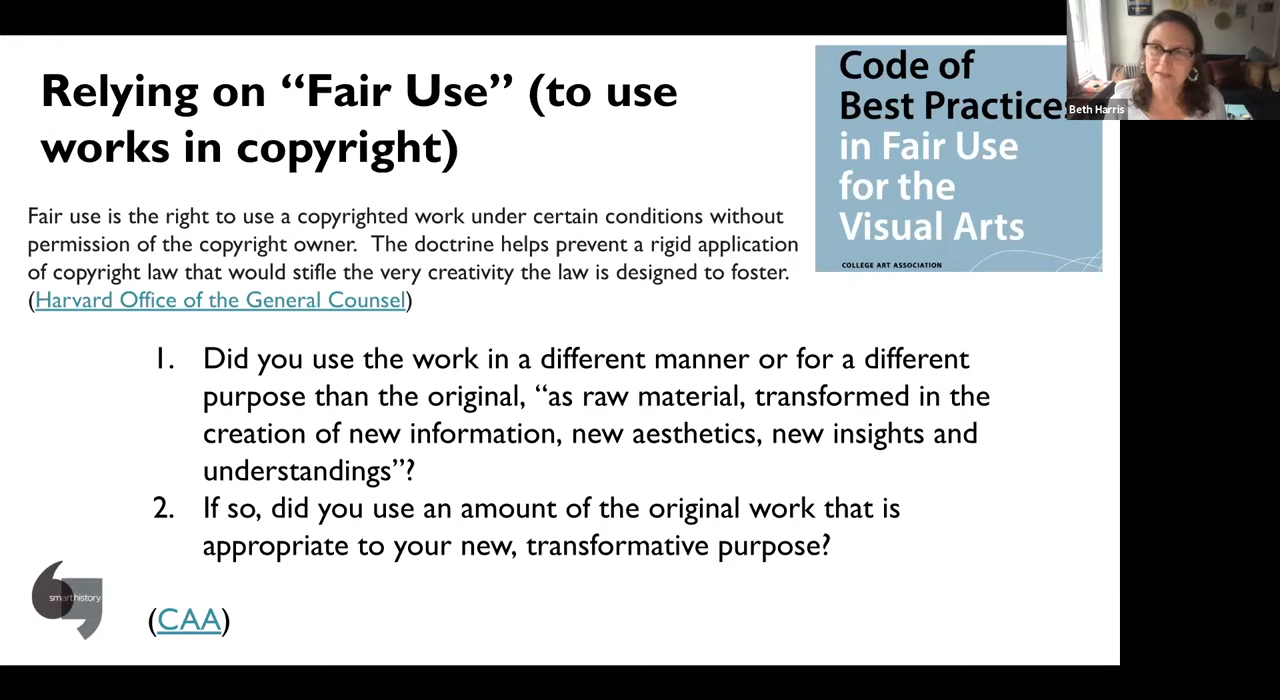 Relying on “Fair Use” (to use
works in copyright)
Code of
Best Practice
in Fair Use
for the
Visual Arts
COLLEGE ART ASSOCIATION
Beth Harris
Fair use is the right to use a copyrighted work under certain conditions without
permission of the copyright owner. The doctrine helps prevent a rigid application
of copyright law that would stifle the very creativity the law is designed to foster.
(Harvard Office of the General Counsel)
1. Did you use the work in a different manner or for a different
purpose than the original, “as raw material, transformed in the
creation of new information, new aesthetics, new insights and
understandings”?
2. If so, did you use an amount of the original work that is
appropriate to your new, transformative purpose?
smarthistory
(CAA)